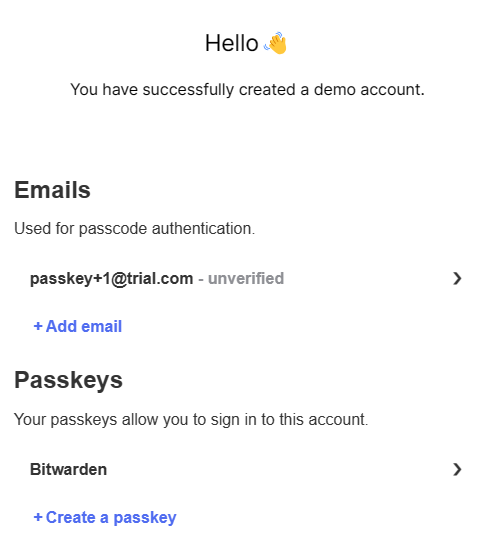 Hello 👋
You have successfully created a demo account.
Emails
Used for passcode authentication.
passkey+1@trial.com - unverified
+ Add email
Passkeys
Your passkeys allow you to sign in to this account.
Bitwarden
+ Create a passkey